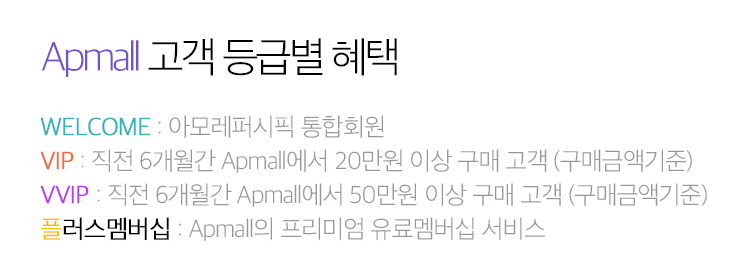 Apmall 고객 등급별 혜택
WELCOME : 아모레퍼시픽 통합회원
VIP : 직전 6개월간 Apmall에서 20만원 이상 구매 고객 (구매금액기준)
VVIP : 직전 6개월간 Apmall에서 50만원 이상 구매 고객 (구매금액기준)
플러스멤버십 : Apmall의 프리미엄 유료멤버십 서비스